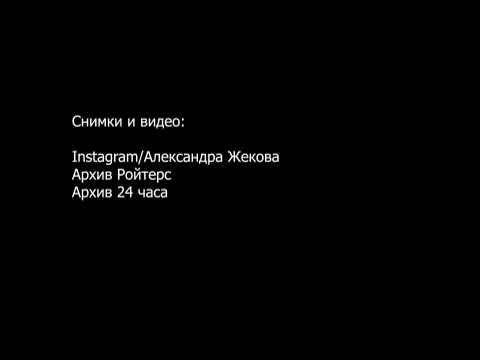 Снимки и видео:
Instagram/Александра Жекова
Архив Ройтерс
Архив 24 часа